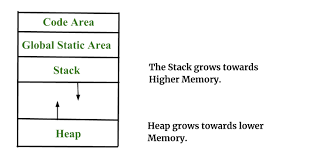 Code Area
Global Static Area
Stack
The Stack grows towards
Higher Memory.
Heap grows towards lower
Memory.
Heap